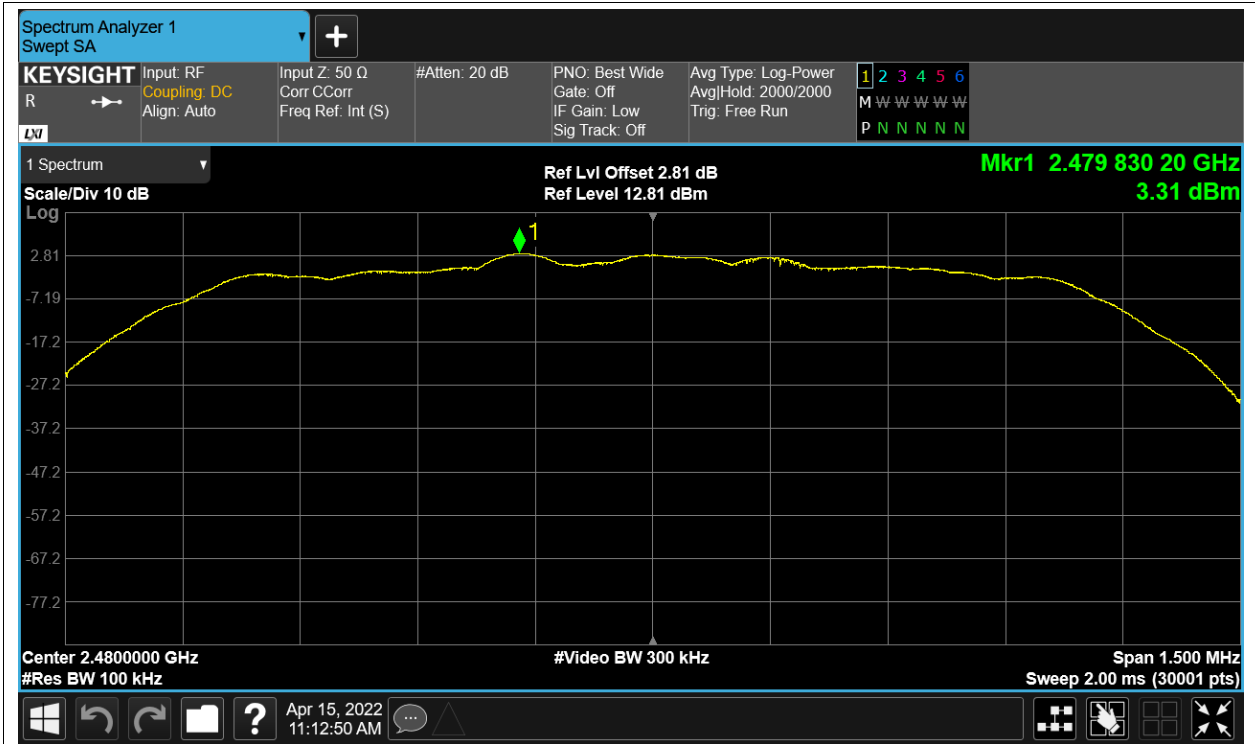 Spectrum Analyzer 1
Swept SA
KEYSIGHT
R
LXI
Input: RF
Coupling: DC
Align: Auto
Input Z: 50 Ω
Corr CCorr
Freq Ref: Int (S)
#Atten: 20 dB
PNO: Best Wide
Gate: Off
IF Gain: Low
Sig Track: Off
Avg Type: Log-Power
Avg|Hold: 2000/2000
Trig: Free Run
1 2 3 4 5 6
M W W W W W
P N N N N N
1 Spectrum
Scale/Div 10 dB
Log
Ref Lvl Offset 2.81 dB
Ref Level 12.81 dBm
Mkr1 2.479 830 20 GHz
3.31 dBm
1
2.81
-7.19
-17.2
-27.2
-37.2
-47.2
-57.2
-67.2
-77.2
Center 2.4800000 GHz
#Res BW 100 kHz
#Video BW 300 kHz
Span 1.500 MHz
Sweep 2.00 ms (30001 pts)
?
Apr 15, 2022
11:12:50 AM